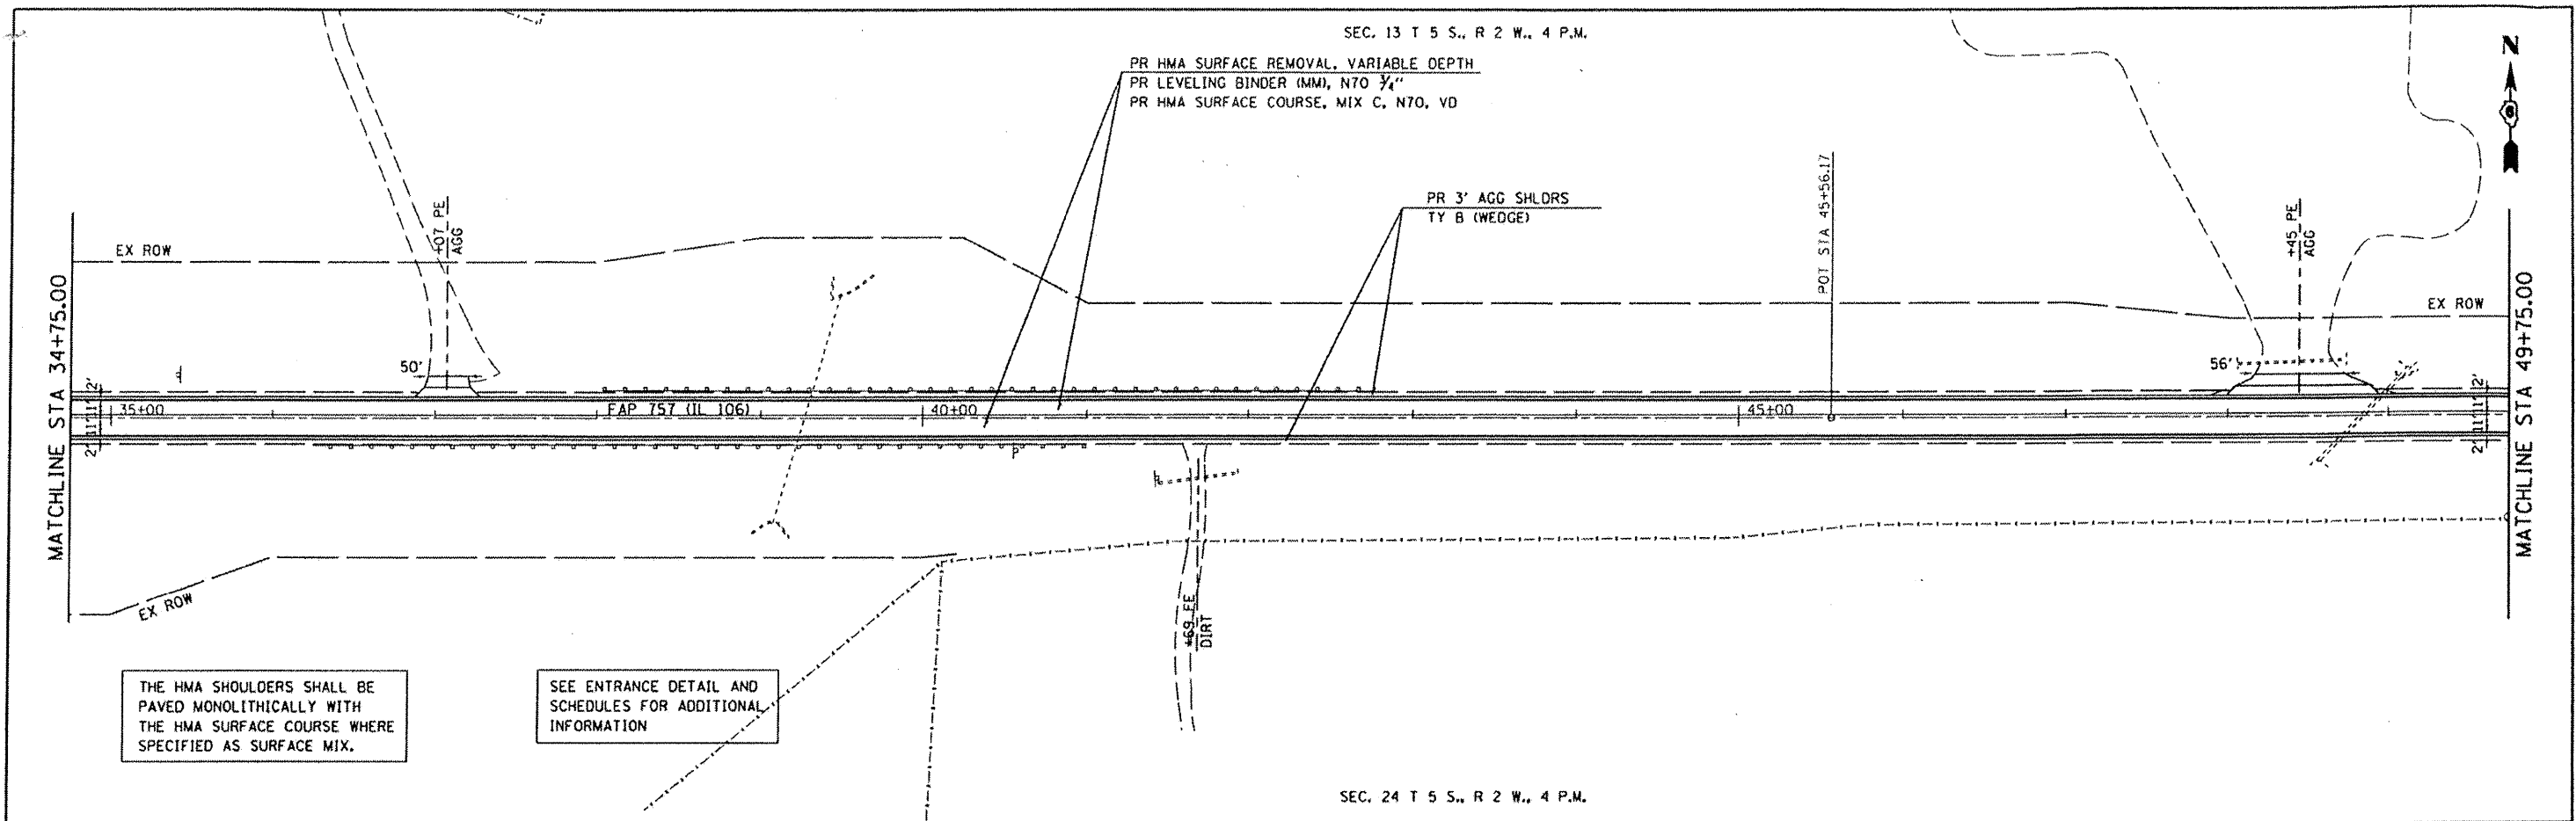 SEC. 13 T 5 S., R 2 W., 4 P.M.
N
PR HMA SURFACE REMOVAL, VARIABLE DEPTH
PR LEVELING BINDER (MM), N70 3/4"
PR HMA SURFACE COURSE, MIX C, N70, VD
PR 3' AGG SHLDRS
TY B (WEDGE)
POT STA 45+56.17
+07 PE
AGG
+45 PE
AGG
EX ROW
EX ROW
MATCHLINE STA 34+75.00
MATCHLINE STA 49+75.00
50'
56'
2' 11' 11' 2'
35+00
FAP 757 (IL 106)
40+00
45+00
2' 11' 11' 2'
P
EX ROW
+69 FE
DIRT
THE HMA SHOULDERS SHALL BE
PAVED MONOLITHICALLY WITH
THE HMA SURFACE COURSE WHERE
SPECIFIED AS SURFACE MIX.
SEE ENTRANCE DETAIL AND
SCHEDULES FOR ADDITIONAL
INFORMATION
SEC. 24 T 5 S., R 2 W., 4 P.M.